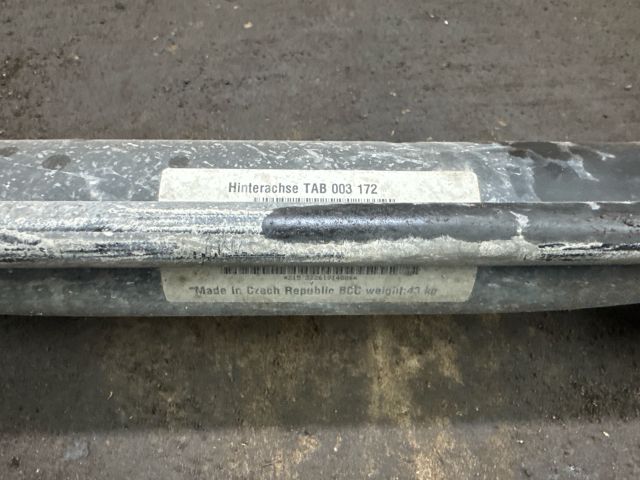 Hinterachse TAB 003 172
"Made in Czech Republic BCC weight:43 kg